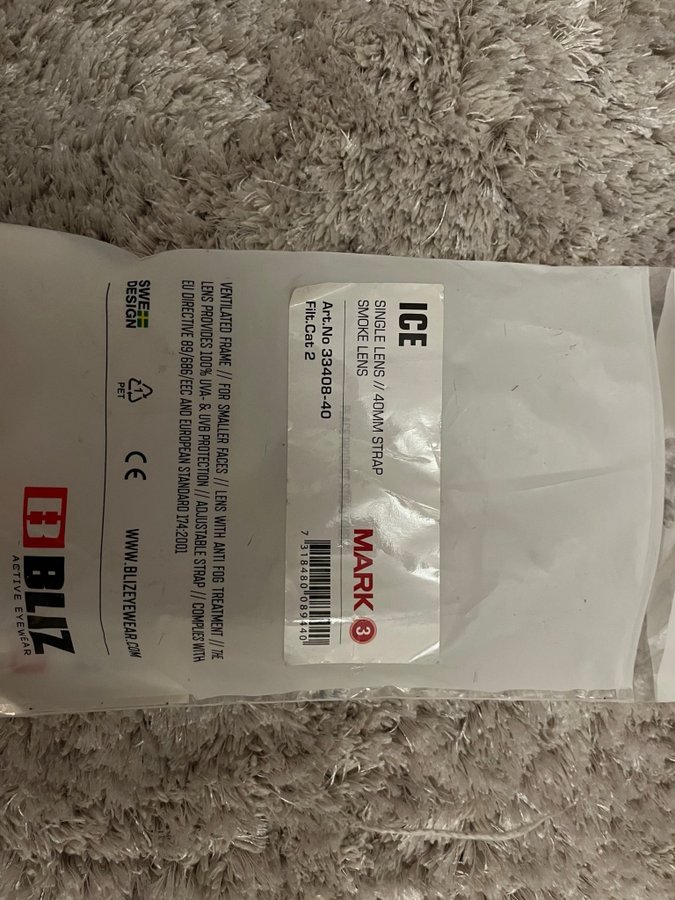 ICE
SINGLE LENS // 40MM STRAP
SMOKE LENS
Art.No 33408-40
Filt.Cat 2
MARK 3
7 318480 089440
VENTILATED FRAME // FOR SMALLER FACES // LENS WITH ANTI FOG TREATMENT // THE
LENS PROVIDES 100% UVA- & UVB PROTECTION // ADJUSTABLE STRAP // COMPLIES WITH
EU DIRECTIVE 89/686/EEC AND EUROPEAN STANDARD 174:2001
SWE
DESIGN
PET
CE
WWW.BLIZEYEWEAR.COM
BLIZ
ACTIVE EYEWEAR